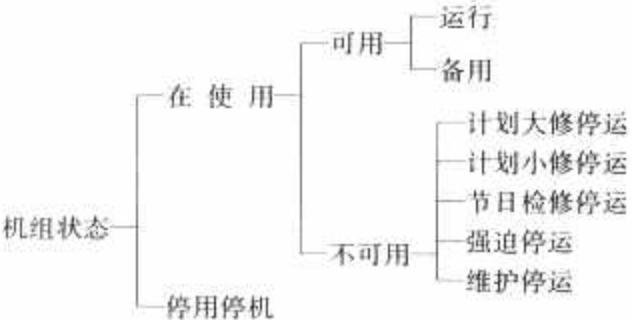 运行
可用
备用
在使用
计划大修停运
计划小修停运
节日检修停运
机组状态
强迫停运
不可用
维护停运
停用停机